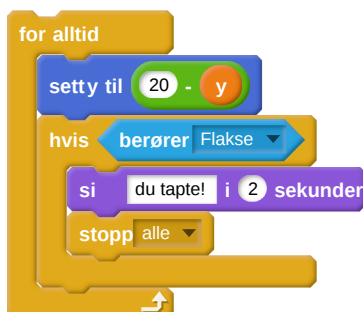 for alltid
sett y til 20 - y
hvis berører Flakse
si du tapte! i 2 sekunder
stopp alle